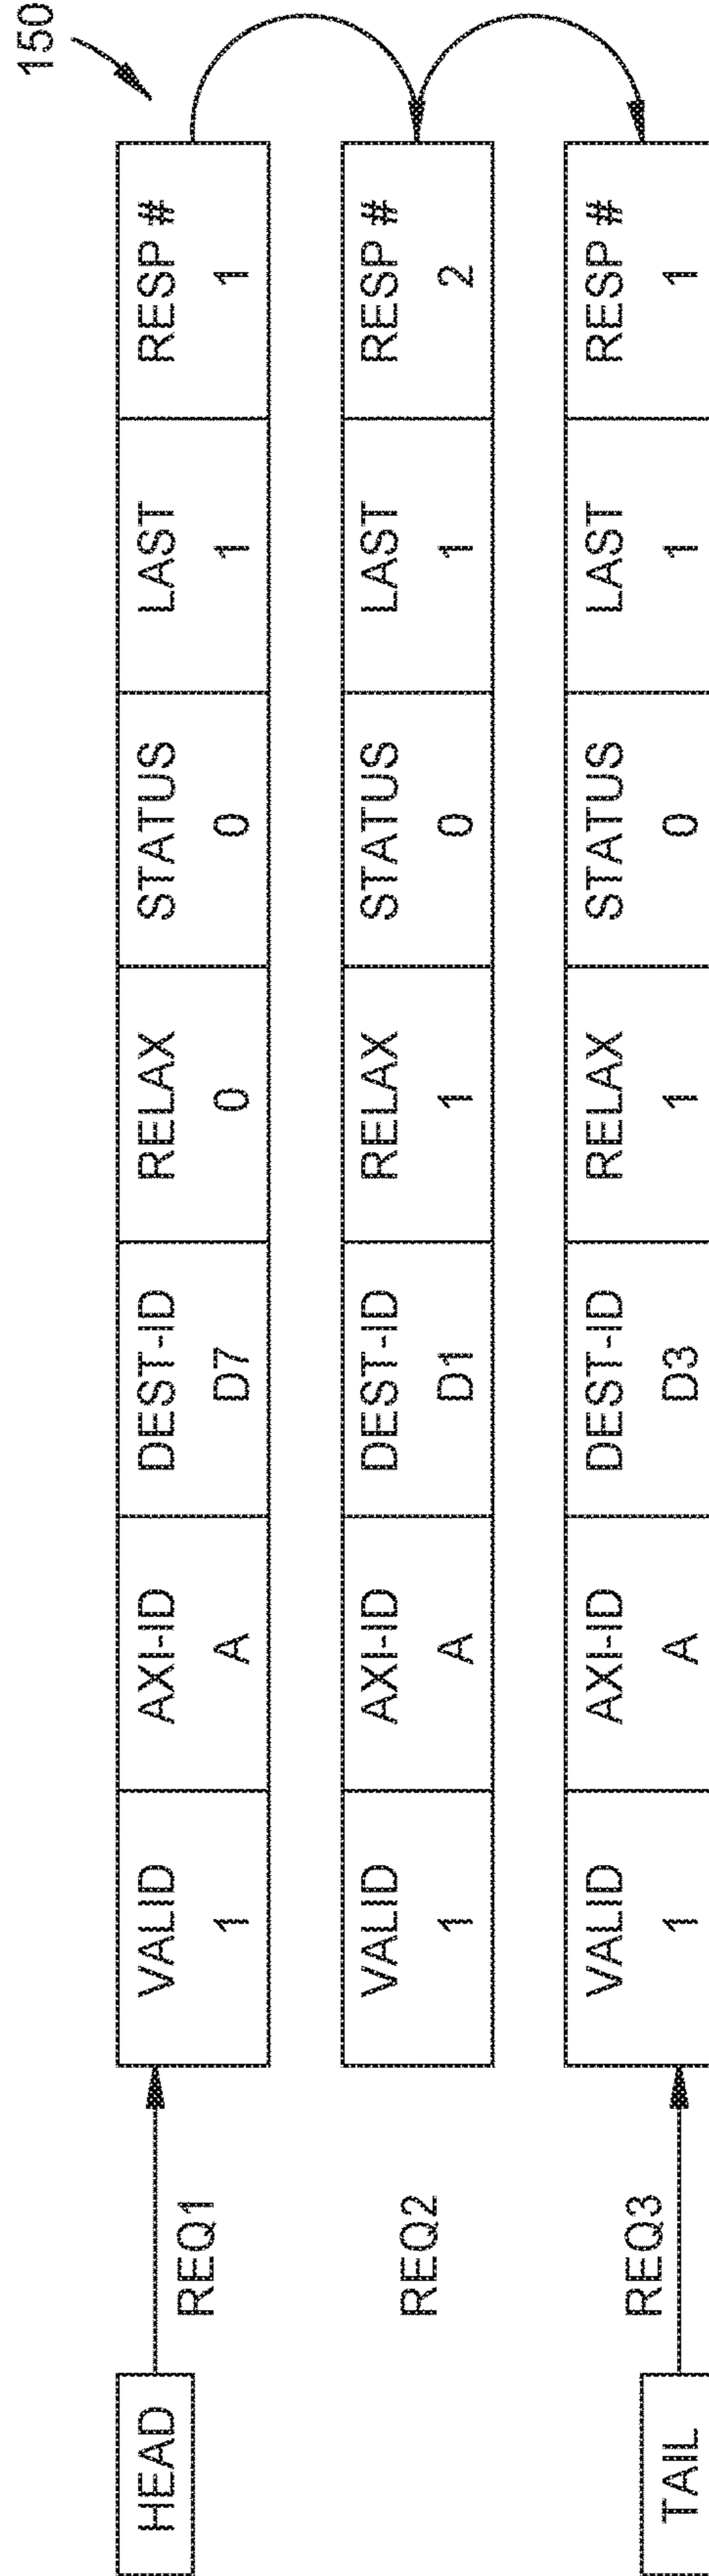 150
HEAD
REQ1
VALID AXI-ID DEST-ID RELAX STATUS LAST RESP #
1 A D7 0 0 1 1
REQ2
VALID AXI-ID DEST-ID RELAX STATUS LAST RESP #
1 A D1 1 0 1 2
TAIL
REQ3
VALID AXI-ID DEST-ID RELAX STATUS LAST RESP #
1 A D3 1 0 1 1